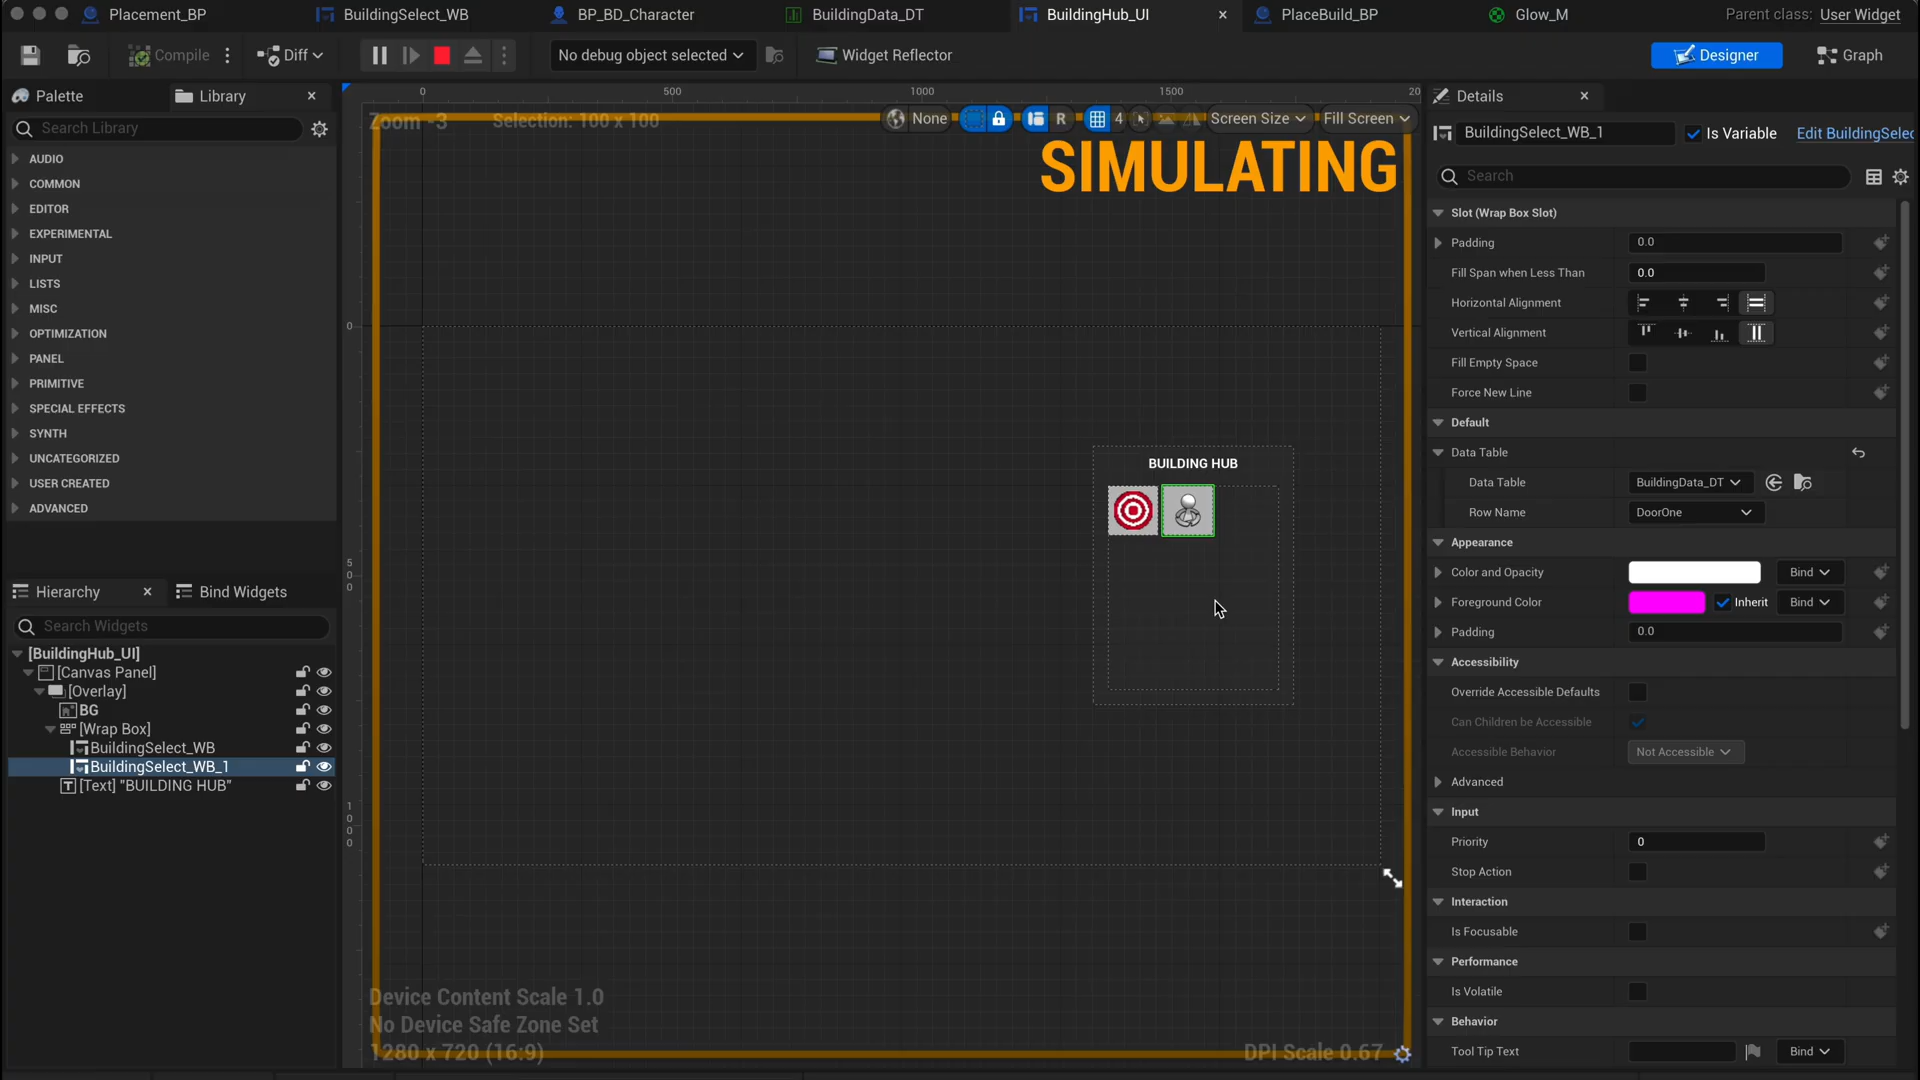 Placement_BP
BuildingSelect_WB
BP_BD_Character
BuildingData_DT
BuildingHub_UI
PlaceBuild_BP
Glow_M
Parent class: User Widget
Compile
Diff
No debug object selected
Widget Reflector
Designer
Graph
Palette
Library
Search Library
AUDIO
COMMON
EDITOR
EXPERIMENTAL
INPUT
LISTS
MISC
OPTIMIZATION
PANEL
PRIMITIVE
SPECIAL EFFECTS
SYNTH
UNCATEGORIZED
USER CREATED
ADVANCED
Hierarchy
Bind Widgets
Search Widgets
[BuildingHub_UI]
[Canvas Panel]
[Overlay]
BG
[Wrap Box]
BuildingSelect_WB
BuildingSelect_WB_1
[Text] "BUILDING HUB"
0
500
1000
1500
20
Zoom -3
Selection: 100 x 100
None
R
4
Screen Size
Fill Screen
SIMULATING
0
500
1000
BUILDING HUB
Device Content Scale 1.0
No Device Safe Zone Set
1280 x 720 (16:9)
DPI Scale 0.67
Details
BuildingSelect_WB_1
Is Variable
Edit BuildingSelec
Search
Slot (Wrap Box Slot)
Padding
0.0
Fill Span when Less Than
0.0
Horizontal Alignment
Vertical Alignment
Fill Empty Space
Force New Line
Default
Data Table
Data Table
BuildingData_DT
Row Name
DoorOne
Appearance
Color and Opacity
Bind
Foreground Color
Inherit
Bind
Padding
0.0
Accessibility
Override Accessible Defaults
Can Children be Accessible
Accessible Behavior
Not Accessible
Advanced
Input
Priority
0
Stop Action
Interaction
Is Focusable
Performance
Is Volatile
Behavior
Tool Tip Text
Bind